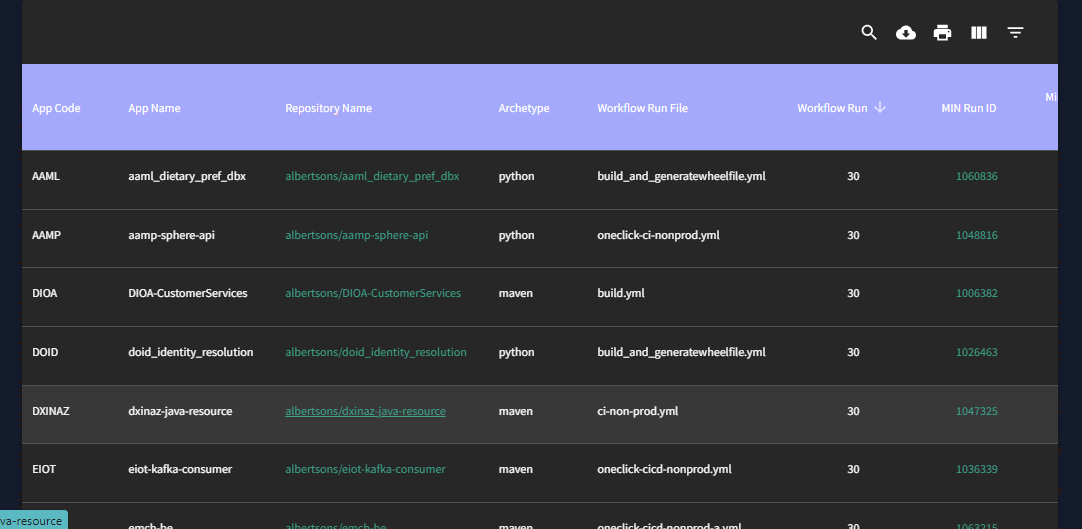 App Code App Name Repository Name Archetype Workflow Run File Workflow Run MIN Run ID
AAML aaml_dietary_pref_dbx albertsons/aaml_dietary_pref_dbx python build_and_generatewheelfile.yml 30 1060836
AAMP aamp-sphere-api albertsons/aamp-sphere-api python oneclick-ci-nonprod.yml 30 1048816
DIOA DIOA-CustomerServices albertsons/DIOA-CustomerServices maven build.yml 30 1006382
DOID doid_identity_resolution albertsons/doid_identity_resolution python build_and_generatewheelfile.yml 30 1026463
DXINAZ dxinaz-java-resource albertsons/dxinaz-java-resource maven ci-non-prod.yml 30 1047325
EIOT eiot-kafka-consumer albertsons/eiot-kafka-consumer maven oneclick-cicd-nonprod.yml 30 1036339
va-resource emch-be albertsons/emch-be maven oneclick-cicd-nonprod-a.yml 30 1063215